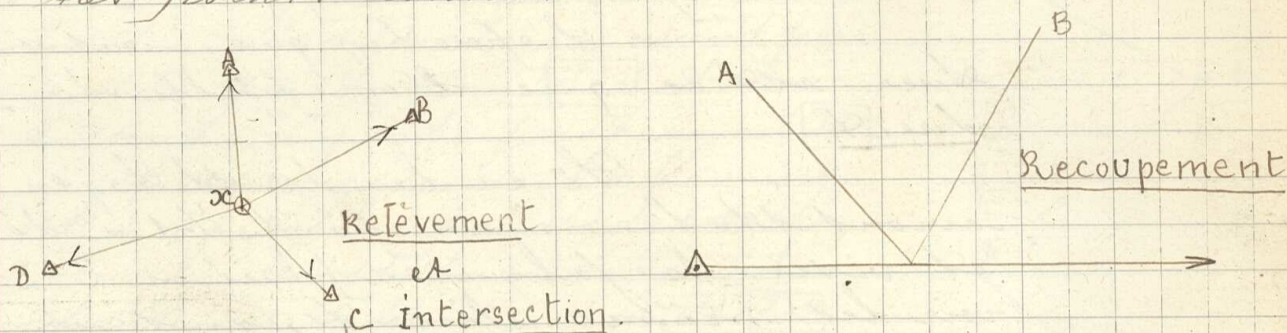 A
B
x
Relèvement
D
et
C intersection.
B
A
Recoupement